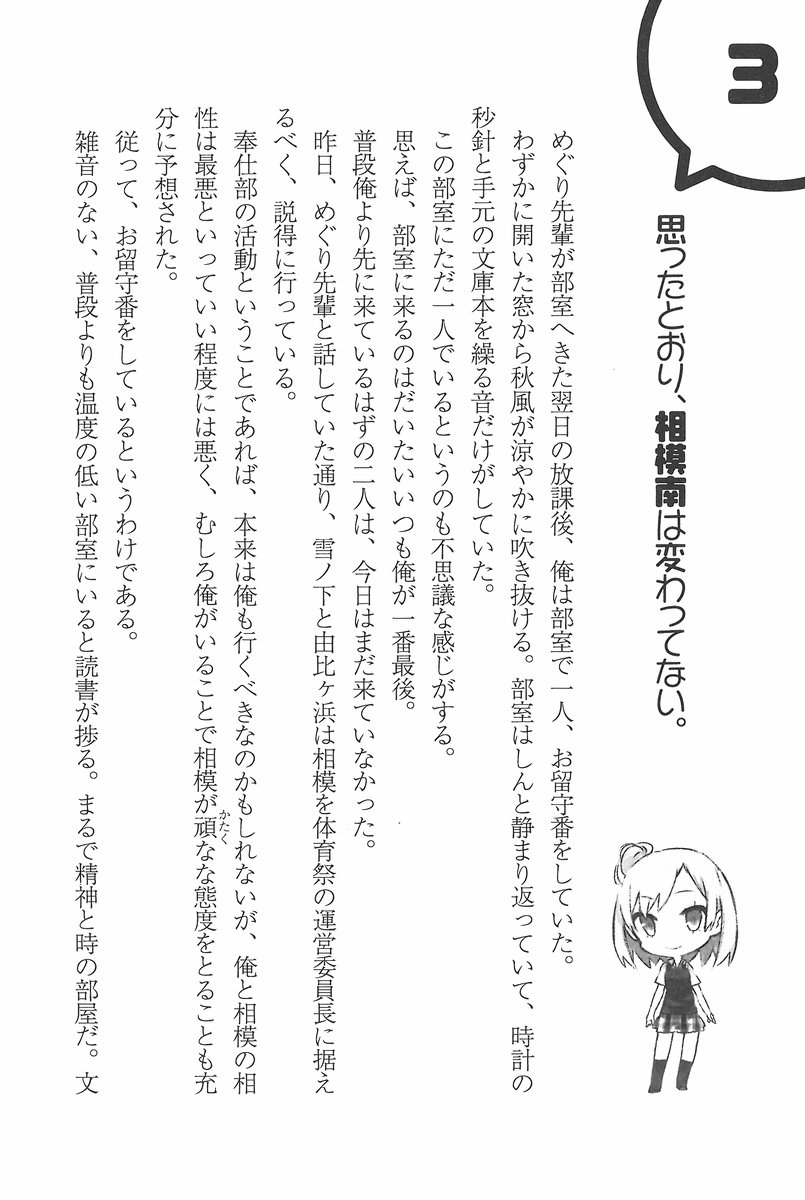 3
思ったとおり、相模南は変わってない。
めぐり先輩が部室へきた翌日の放課後、俺は部室で一人、お留守番をしていた。
わずかに開いた窓から秋風が涼やかに吹き抜ける。部室はしんと静まり返っていて、時計の
秒針と手元の文庫本を繰る音だけがしていた。
この部室にただ一人でいるというのも不思議な感じがする。
思えば、部室に来るのはだいたいいつも俺が一番最後。
普段俺より先に来ているはずの二人は、今日はまだ来ていなかった。
昨日、めぐり先輩と話していた通り、雪ノ下と由比ヶ浜は相模を体育祭の運営委員長に据え
るべく、説得に行っている。
奉仕部の活動ということであれば、本来は俺も行くべきなのかもしれないが、俺と相模の相
性は最悪といっていい程度には悪く、むしろ俺がいることで相模が頑なな態度をとることも充
かたく
分に予想された。
従って、お留守番をしているというわけである。
雑音のない、普段よりも温度の低い部室にいると読書が捗る。まるで精神と時の部屋だ。文